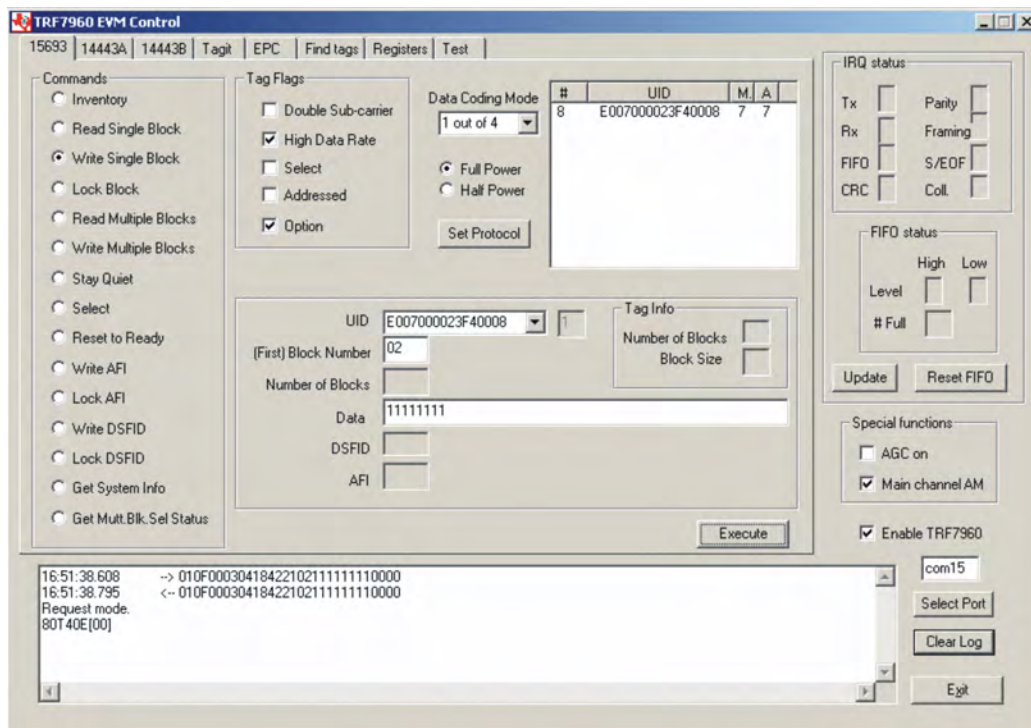 TRF7960 EVM Control
15693 14443A 14443B Tagit EPC Find tags Registers Test
Commands
Inventory
Read Single Block
Write Single Block
Lock Block
Read Multiple Blocks
Write Multiple Blocks
Stay Quiet
Select
Reset to Ready
Write AFI
Lock AFI
Write DSFID
Lock DSFID
Get System Info
Get Mutt.Blk.Sel Status
Tag Flags
Double Sub-carrier
High Data Rate
Select
Addressed
Option
Data Coding Mode
1 out of 4
Full Power
Half Power
Set Protocol
# UID M. A
8 E007000023F40008 7 7
UID E007000023F40008 1
(First) Block Number 02
Number of Blocks
Data 11111111
DSFID
AFI
Tag Info
Number of Blocks
Block Size
Execute
IRQ status
Tx Parity
Rx Framing
FIFO S/EOF
CRC Coll.
FIFO status
High Low
Level
# Full
Update Reset FIFO
Special functions
AGC on
Main channel AM
Enable TRF7960
com15
Select Port
Clear Log
Exit
16:51:38.608 --> 010F000304184221021111111110000
16:51:38.795 <-- 010F000304184221021111111110000
Request mode.
80T40E[00]